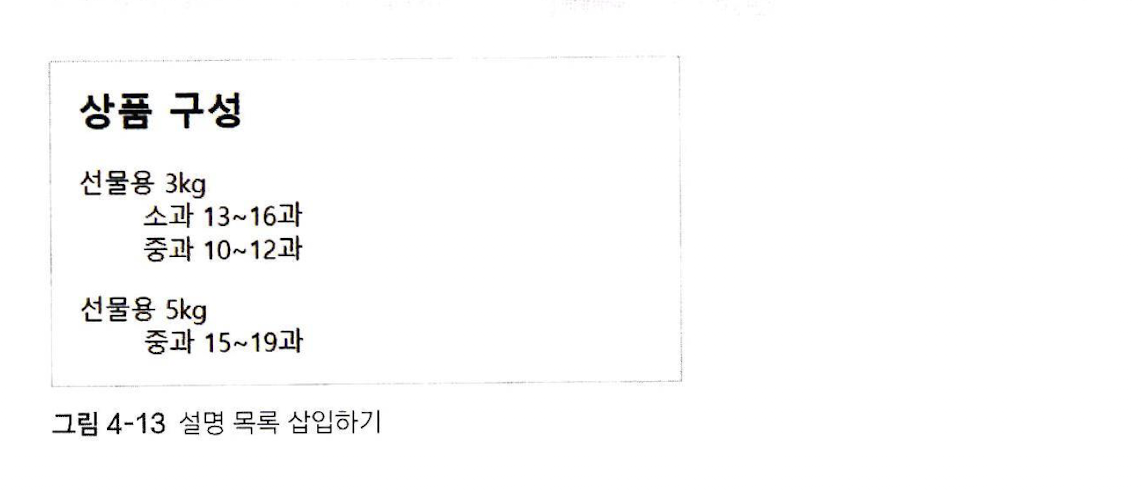 상품 구성
선물용 3kg
소과 13~16과
중과 10~12과
선물용 5kg
중과 15~19과
그림 4-13 설명 목록 삽입하기